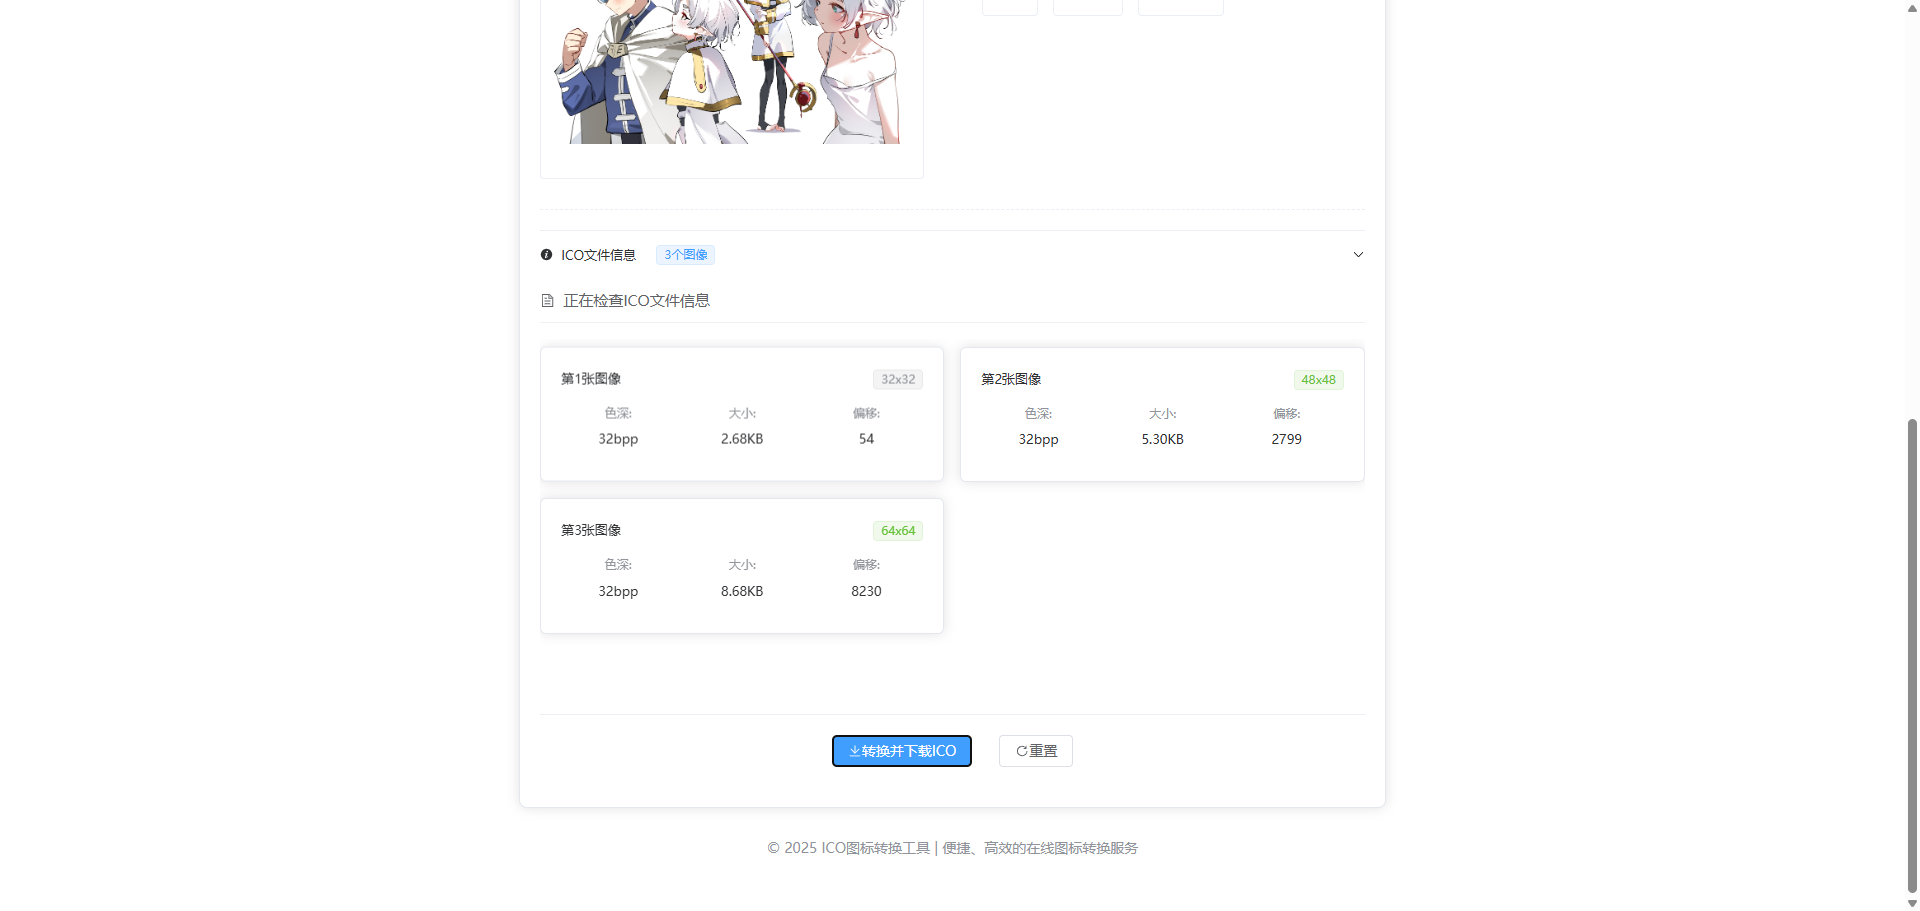 ICO文件信息 3个图像
正在检查ICO文件信息
第1张图像 32x32
色深: 大小: 偏移:
32bpp 2.68KB 54
第2张图像 48x48
色深: 大小: 偏移:
32bpp 5.30KB 2799
第3张图像 64x64
色深: 大小: 偏移:
32bpp 8.68KB 8230
转换并下载ICO 重置
© 2025 ICO图标转换工具 | 便捷、高效的在线图标转换服务